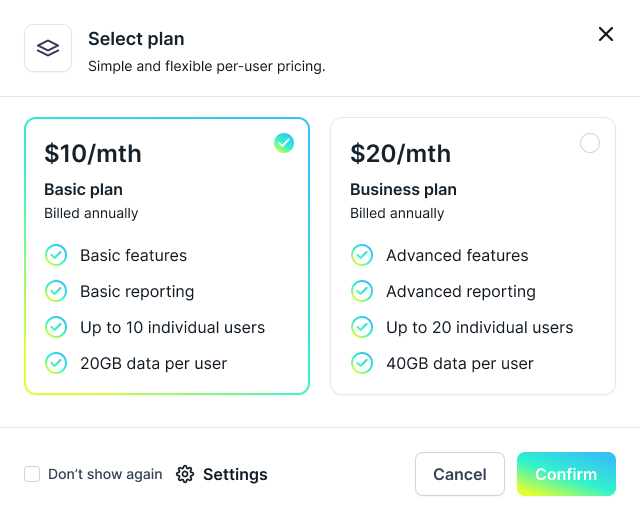 Select plan
Simple and flexible per-user pricing.
$10/mth
Basic plan
Billed annually
Basic features
Basic reporting
Up to 10 individual users
20GB data per user
$20/mth
Business plan
Billed annually
Advanced features
Advanced reporting
Up to 20 individual users
40GB data per user
Don’t show again
Settings
Cancel
Confirm